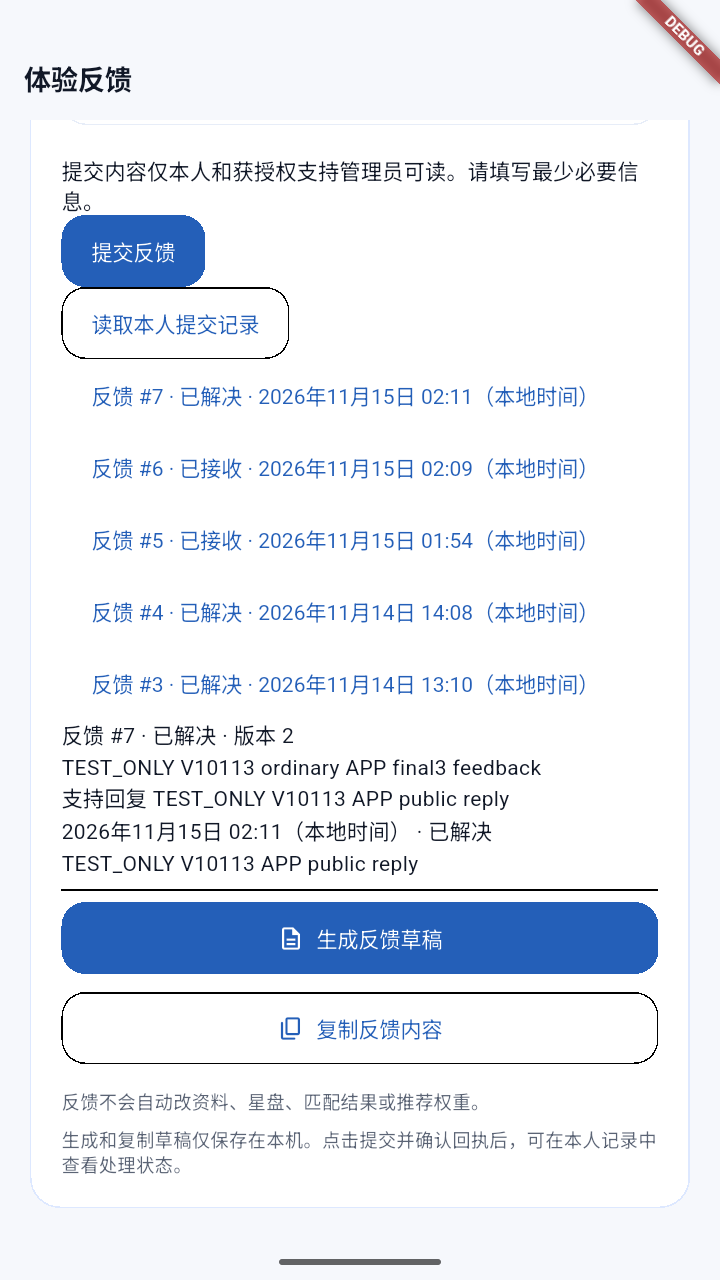 DEBUG
体验反馈
提交内容仅本人和获授权支持管理员可读。请填写最少必要信
息。
提交反馈
读取本人提交记录
反馈 #7 · 已解决 · 2026年11月15日 02:11（本地时间）
反馈 #6 · 已接收 · 2026年11月15日 02:09（本地时间）
反馈 #5 · 已接收 · 2026年11月15日 01:54（本地时间）
反馈 #4 · 已解决 · 2026年11月14日 14:08（本地时间）
反馈 #3 · 已解决 · 2026年11月14日 13:10（本地时间）
反馈 #7 · 已解决 · 版本 2
TEST_ONLY V10113 ordinary APP final3 feedback
支持回复 TEST_ONLY V10113 APP public reply
2026年11月15日 02:11（本地时间） · 已解决
TEST_ONLY V10113 APP public reply
生成反馈草稿
复制反馈内容
反馈不会自动改资料、星盘、匹配结果或推荐权重。
生成和复制草稿仅保存在本机。点击提交并确认回执后，可在本人记录中
查看处理状态。